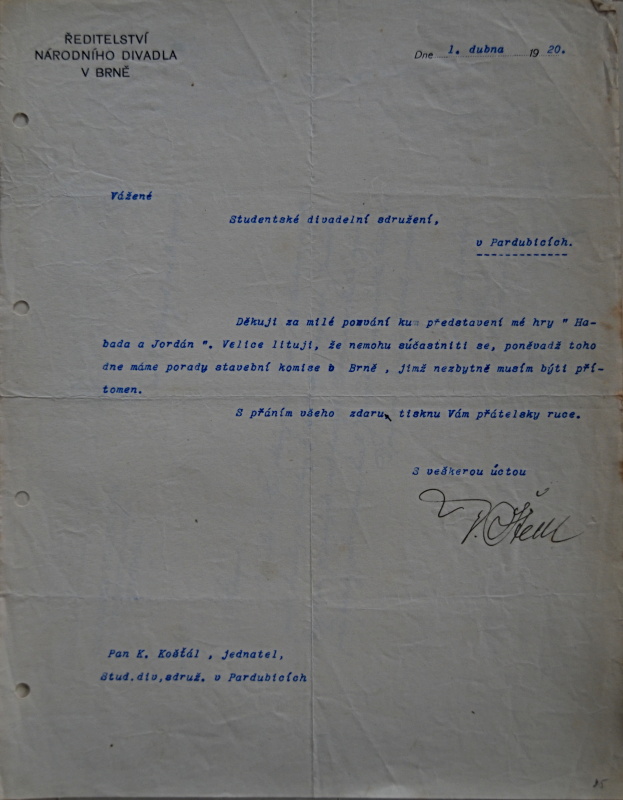 ŘEDITELSTVÍ
NÁRODNÍHO DIVADLA
V BRNĚ
Dne 1. dubna 1920.
Vážené
Studentské divadelní sdružení,
v Pardubicích.
Děkuji za milé pozvání ku představení mé hry " Ha-
bada a Jordán ". Velice lituji, že nemohu súčastniti se, poněvadž toho
dne máme porady stavební komise b Brně , jimž nezbytně musím býti pří-
tomen.
S přáním všeho zdaru, tisknu Vám přátelsky ruce.
S veškerou úctou
Pan K. Košťál , jednatel,
Stud.div,sdruž. v Pardubicích